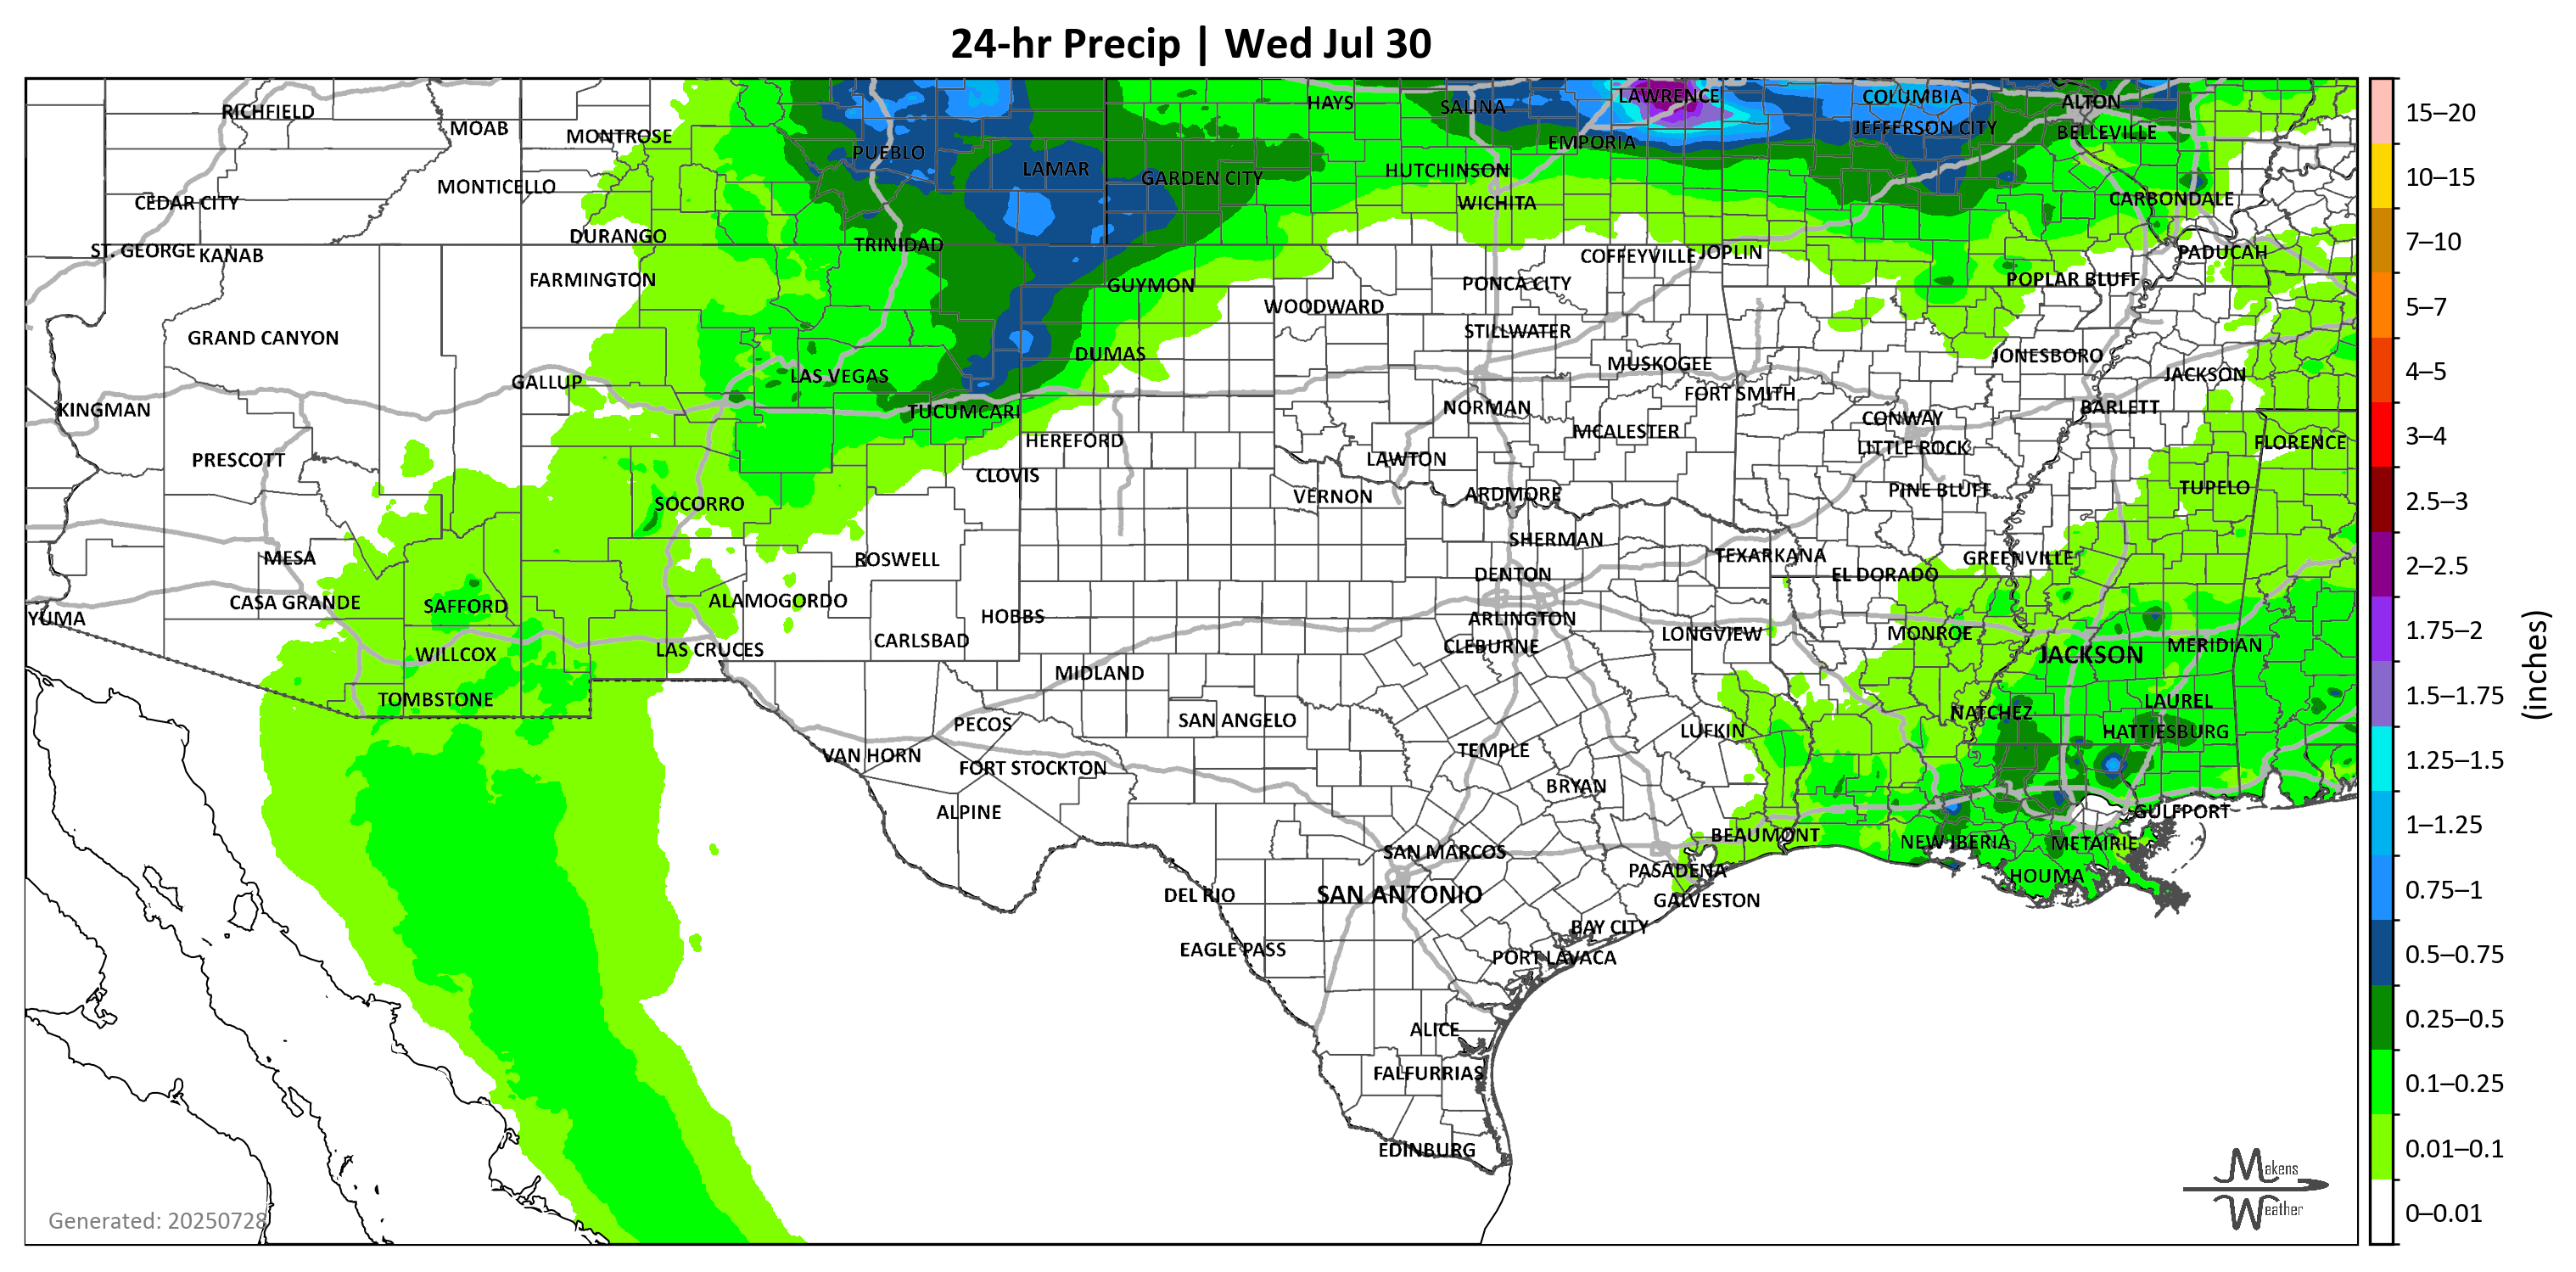 24-hr Precip | Wed Jul 30
RICHFIELD
MOAB
MONTROSE
PUEBLO
LAMAR
GARDEN CITY
HAYS
SALINA
LAWRENCE
EMPORIA
COLUMBIA
JEFFERSON CITY
ALTON
BELLEVILLE
CEDAR CITY
MONTICELLO
HUTCHINSON
WICHITA
CARBONDALE
ST. GEORGE
KANAB
DURANGO
TRINIDAD
COFFEYVILLE
JOPLIN
PADUCAH
FARMINGTON
GUYMON
WOODWARD
PONCA CITY
POPLAR BLUFF
GRAND CANYON
STILLWATER
DUMAS
MUSKOGEE
JONESBORO
GALLUP
LAS VEGAS
FORT SMITH
JACKSON
KINGMAN
TUCUMCARI
NORMAN
CONWAY
BARLETT
PRESCOTT
HEREFORD
MCALESTER
LITTLE ROCK
FLORENCE
CLOVIS
LAWTON
SOCORRO
VERNON
ARDMORE
PINE BLUFF
TUPELO
MESA
ROSWELL
SHERMAN
TEXARKANA
GREENVILLE
CASA GRANDE
SAFFORD
ALAMOGORDO
DENTON
EL DORADO
YUMA
HOBBS
ARLINGTON
WILLCOX
LAS CRUCES
CARLSBAD
CLEBURNE
LONGVIEW
MONROE
JACKSON
MERIDIAN
TOMBSTONE
MIDLAND
LAUREL
PECOS
SAN ANGELO
LUFKIN
NATCHEZ
HATTIESBURG
VAN HORN
FORT STOCKTON
TEMPLE
ALPINE
BRYAN
GULFPORT
SAN MARCOS
BEAUMONT
NEW IBERIA
METAIRIE
DEL RIO
SAN ANTONIO
PASADENA
GALVESTON
HOUMA
EAGLE PASS
BAY CITY
PORT LAVACA
ALICE
FALFURRIAS
EDINBURG
Generated: 20250728
Makens
Weather
15–20
10–15
7–10
5–7
4–5
3–4
2.5–3
2–2.5
1.75–2
1.5–1.75
1.25–1.5
1–1.25
0.75–1
0.5–0.75
0.25–0.5
0.1–0.25
0.01–0.1
0–0.01
(inches)